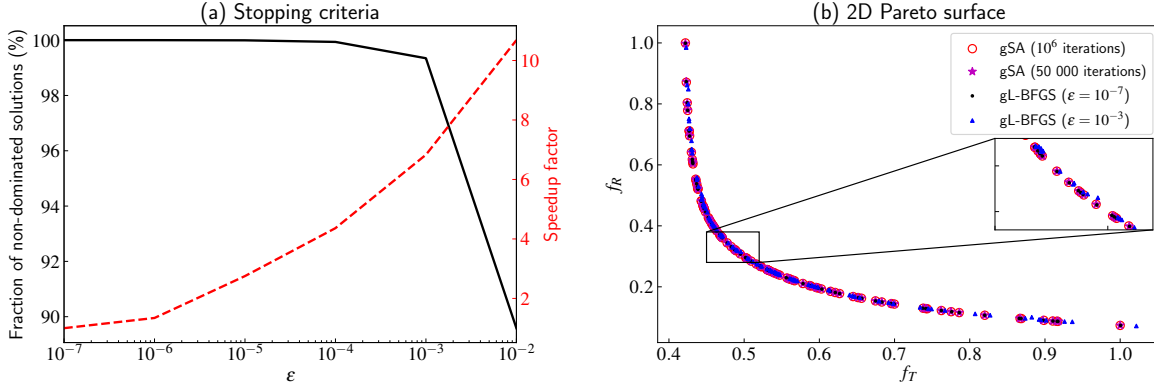 (a) Stopping criteria
Fraction of non-dominated solutions (%)
100
98
96
94
92
90
10
8
6
4
2
Speedup factor
10⁻⁷
10⁻⁶
10⁻⁵
10⁻⁴
10⁻³
10⁻²
ε
(b) 2D Pareto surface
gSA (10⁶ iterations)
gSA (50 000 iterations)
gL-BFGS (ε = 10⁻⁷)
gL-BFGS (ε = 10⁻³)
f_R
1.0
0.8
0.6
0.4
0.2
0.4
0.5
0.6
0.7
0.8
0.9
1.0
f_T